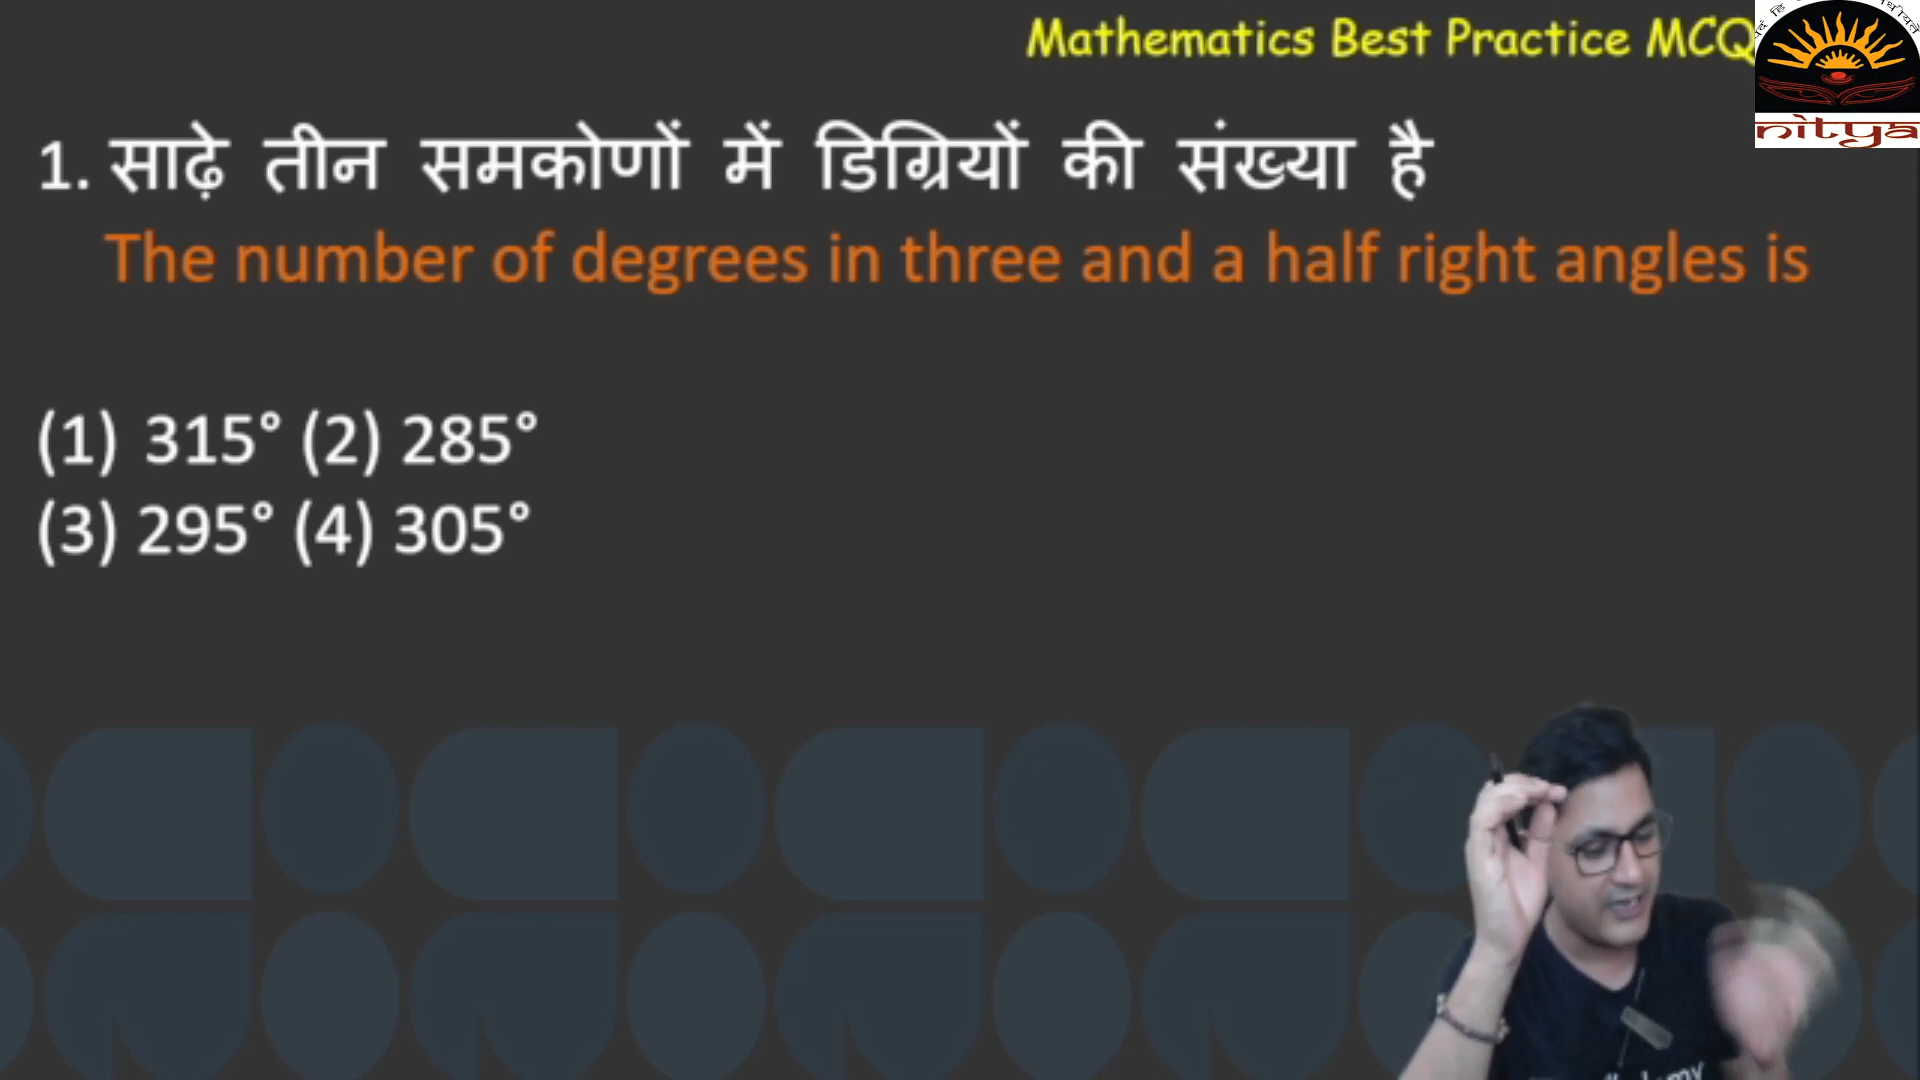 Mathematics Best Practice MCQ
nitya
1. साढ़े तीन समकोणों में डिग्रियों की संख्या है
The number of degrees in three and a half right angles is
(1) 315° (2) 285°
(3) 295° (4) 305°